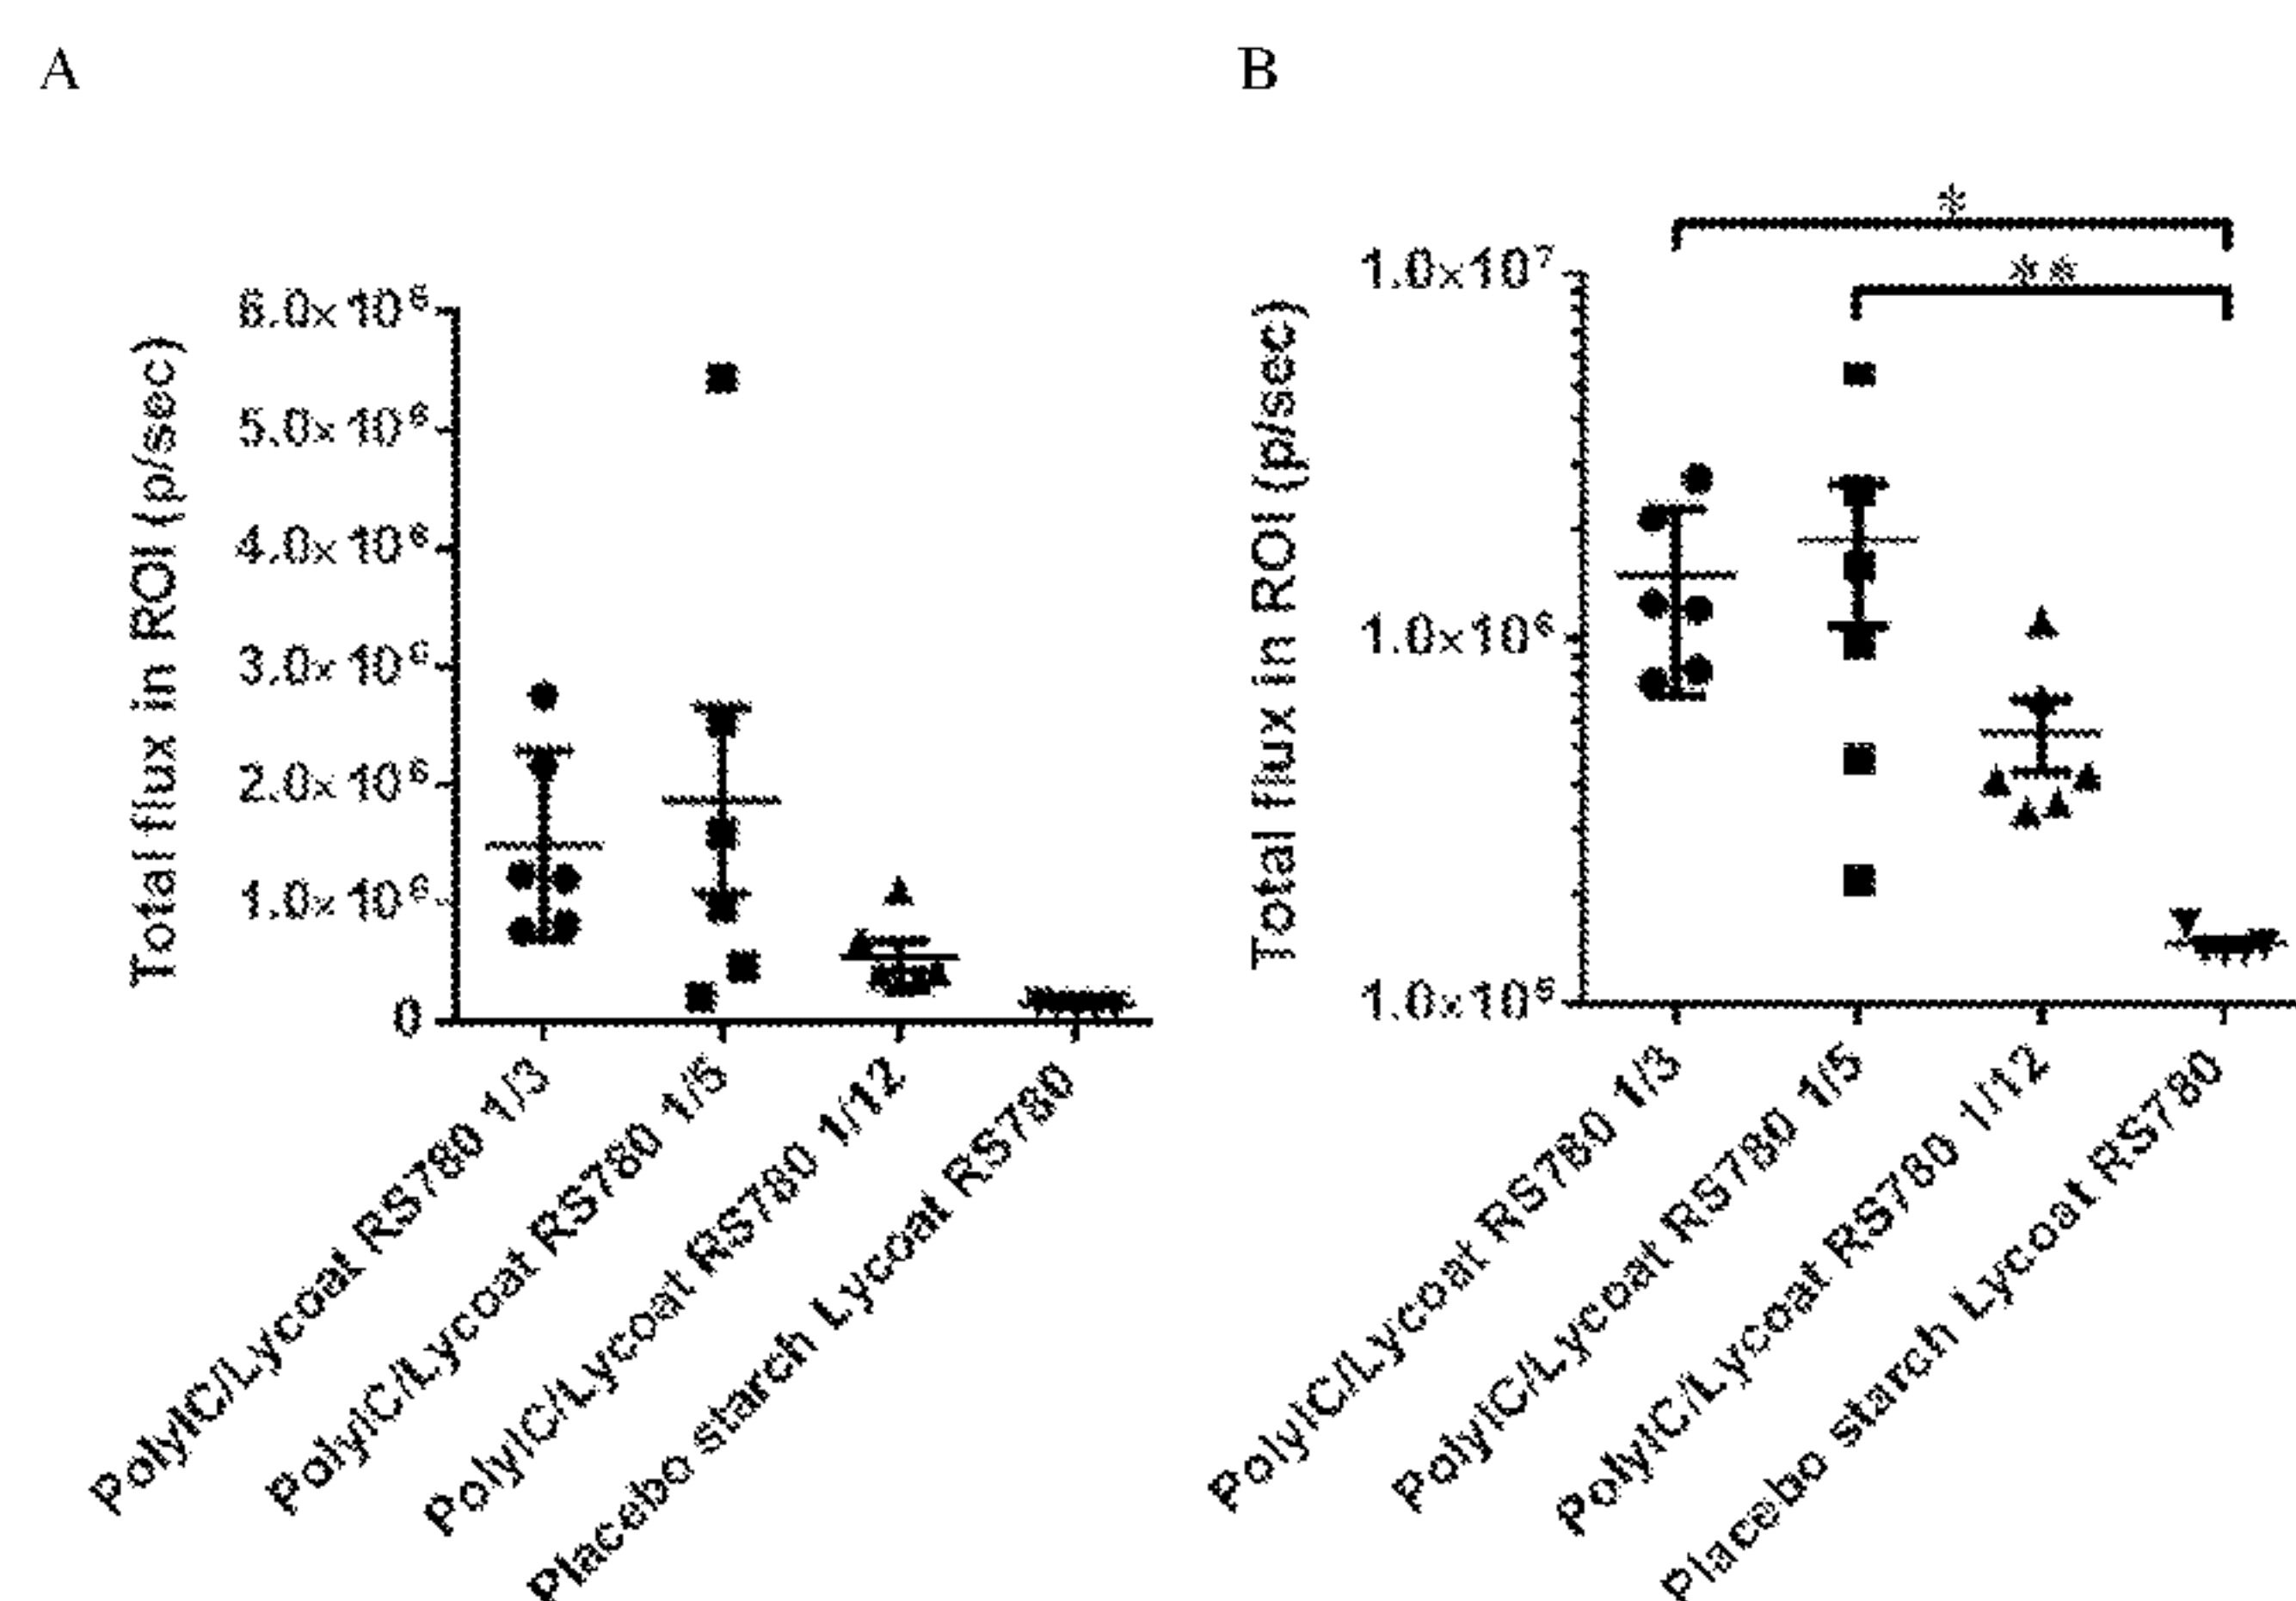 A
Total flux in ROI (p/sec)
6.0×10⁶
5.0×10⁶
4.0×10⁶
3.0×10⁶
2.0×10⁶
1.0×10⁶
0
PolyIC/Lycoat RS780 1/3
PolyIC/Lycoat RS780 1/5
PolyIC/Lycoat RS780 1/12
Placebo starch Lycoat RS780
B
Total flux in ROI (p/sec)
*
**
1.0×10⁷
1.0×10⁶
1.0×10⁵
PolyIC/Lycoat RS780 1/3
PolyIC/Lycoat RS780 1/5
PolyIC/Lycoat RS780 1/12
Placebo starch Lycoat RS780